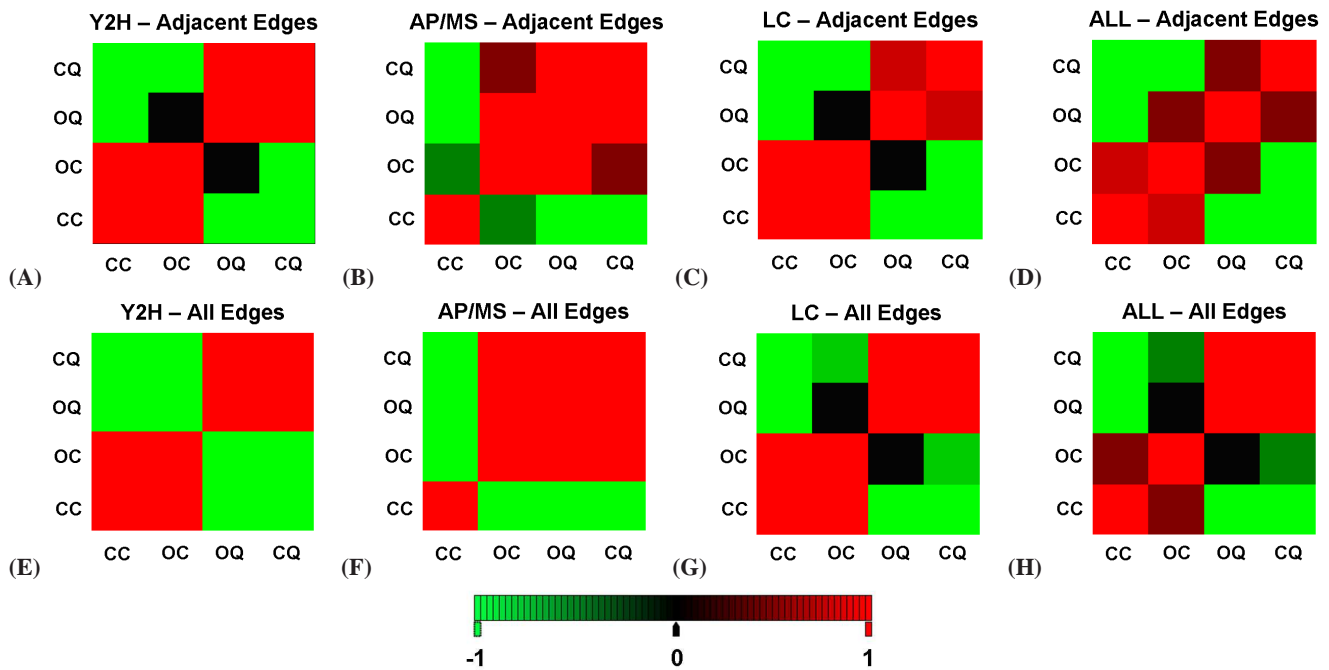 Y2H – Adjacent Edges
AP/MS – Adjacent Edges
LC – Adjacent Edges
ALL – Adjacent Edges
CQ
OQ
OC
CC
CC OC OQ CQ
(A)
CQ
OQ
OC
CC
CC OC OQ CQ
(B)
CQ
OQ
OC
CC
CC OC OQ CQ
(C)
CQ
OQ
OC
CC
CC OC OQ CQ
(D)
Y2H – All Edges
AP/MS – All Edges
LC – All Edges
ALL – All Edges
CQ
OQ
OC
CC
CC OC OQ CQ
(E)
CQ
OQ
OC
CC
CC OC OQ CQ
(F)
CQ
OQ
OC
CC
CC OC OQ CQ
(G)
CQ
OQ
OC
CC
CC OC OQ CQ
(H)
-1 0 1